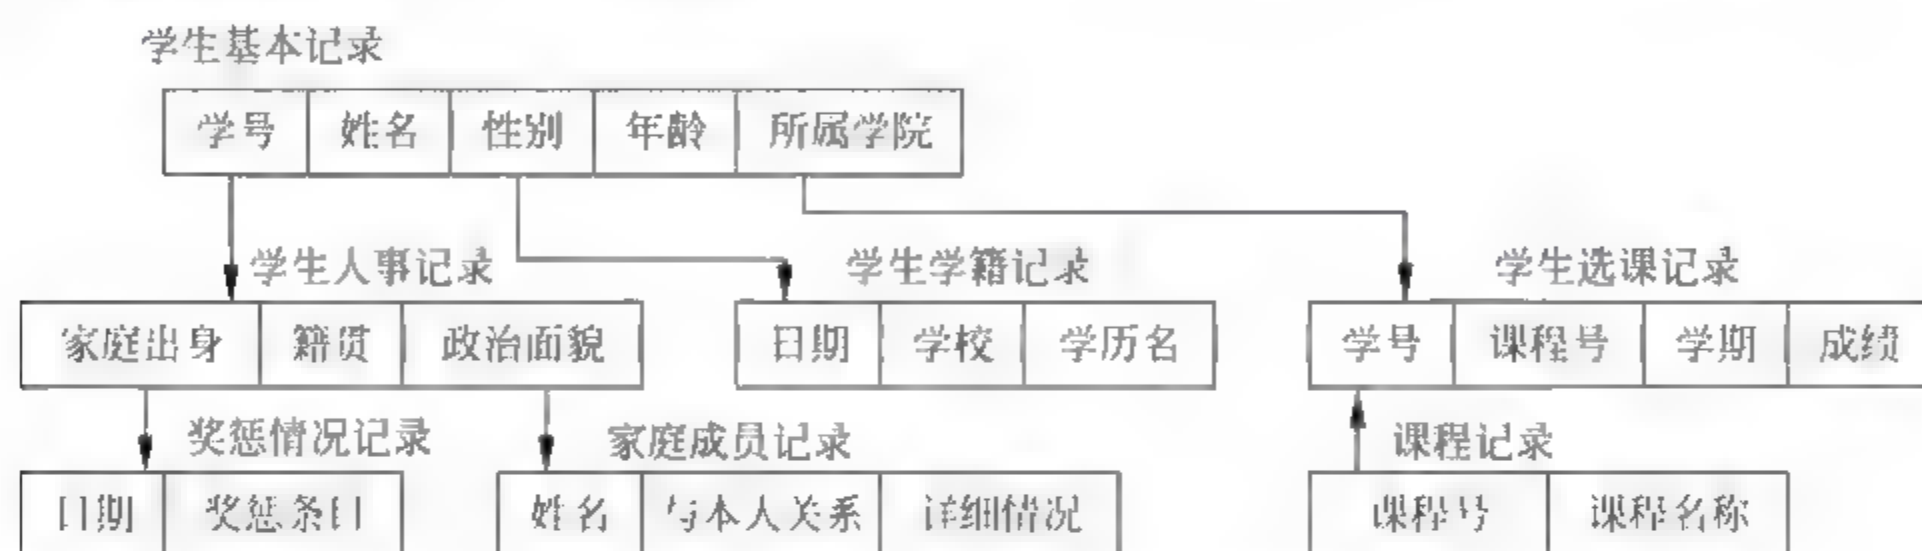 学生基本记录
学号 姓名 性别 年龄 所属学院
学生人事记录 学生学籍记录 学生选课记录
家庭出身 籍贯 政治面貌 日期 学校 学历名 学号 课程号 学期 成绩
奖惩情况记录 家庭成员记录 课程记录
日期 奖惩条目 姓名 与本人关系 详细情况 课程号 课程名称